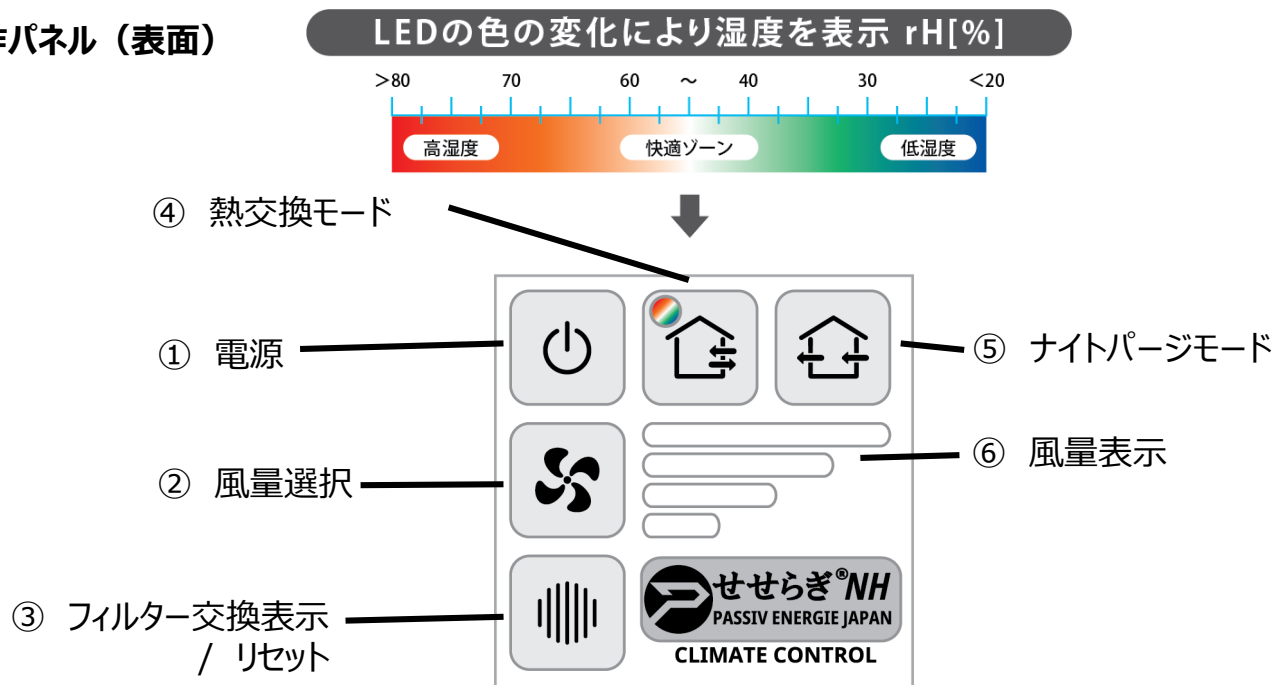 パネル（表面）
LEDの色の変化により湿度を表示 rH[%]
>80 70 60 ～ 40 30 <20
高湿度 快適ゾーン 低湿度
④ 熱交換モード
① 電源
⑤ ナイトパージモード
② 風量選択
⑥ 風量表示
③ フィルター交換表示
/ リセット
せせらぎ®NH
PASSIV ENERGIE JAPAN
CLIMATE CONTROL